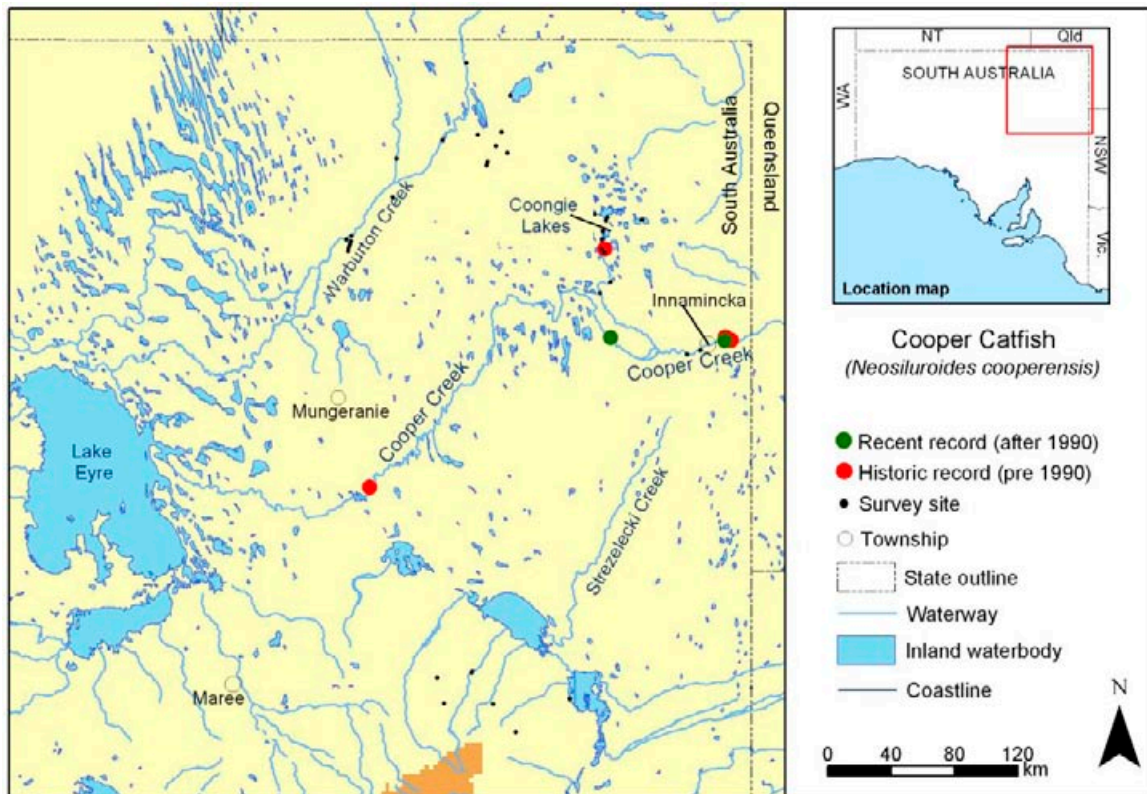 South Australia
Queensland
Coongie
Lakes
Warburton Creek
Innamincka
Cooper Creek
Cooper Creek
Mungeranie
Lake
Eyre
Strezelecki Creek
Maree
NT
Qld
SOUTH AUSTRALIA
WA
NSW
Vic.
Location map
Cooper Catfish
(Neosiluroides cooperensis)
Recent record (after 1990)
Historic record (pre 1990)
Survey site
Township
State outline
Waterway
Inland waterbody
Coastline
N
0 40 80 120
km